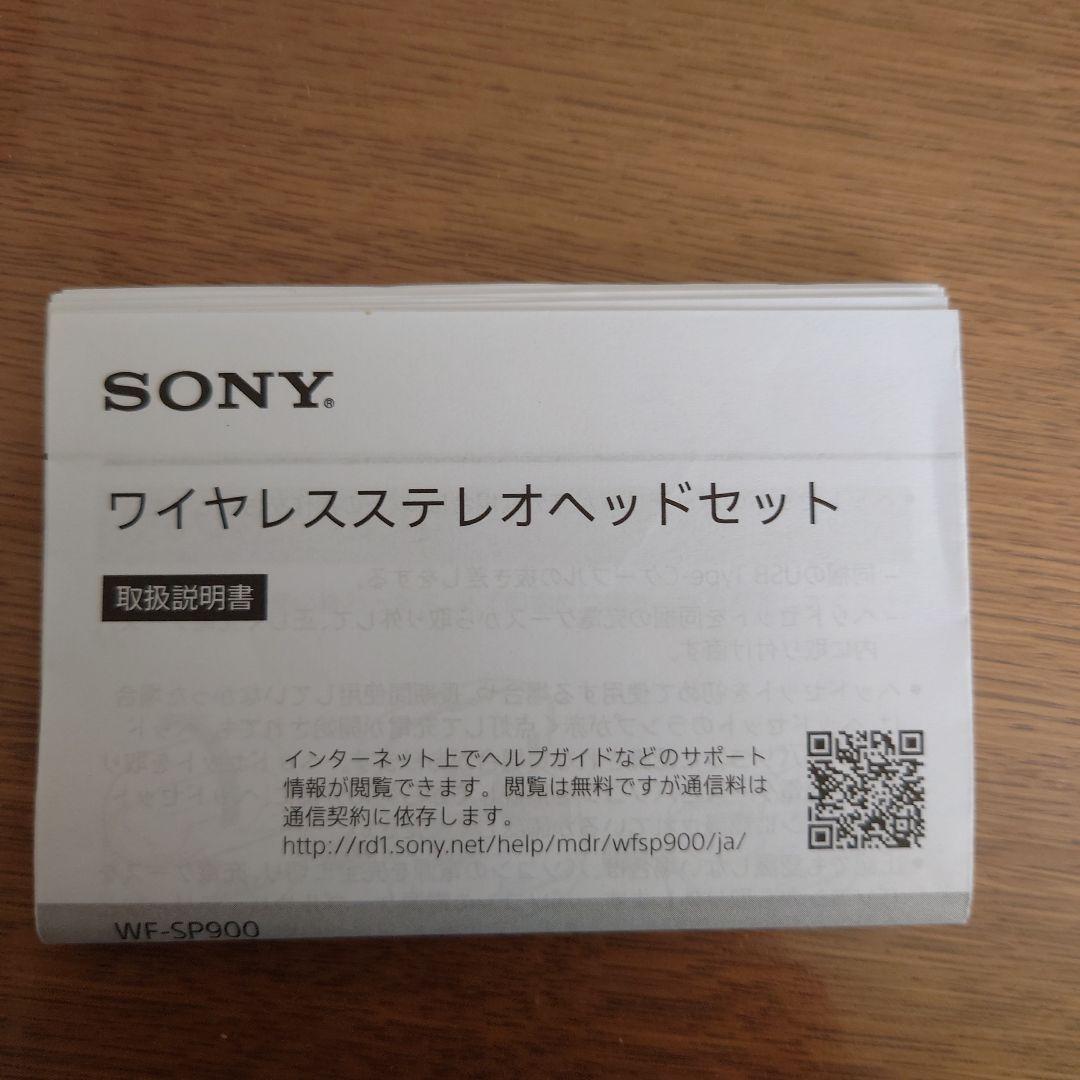 SONY®
ワイヤレスステレオヘッドセット
取扱説明書
インターネット上でヘルプガイドなどのサポート
情報が閲覧できます。閲覧は無料ですが通信料は
通信契約に依存します。
http://rd1.sony.net/help/mdr/wfsp900/ja/
WF-SP900